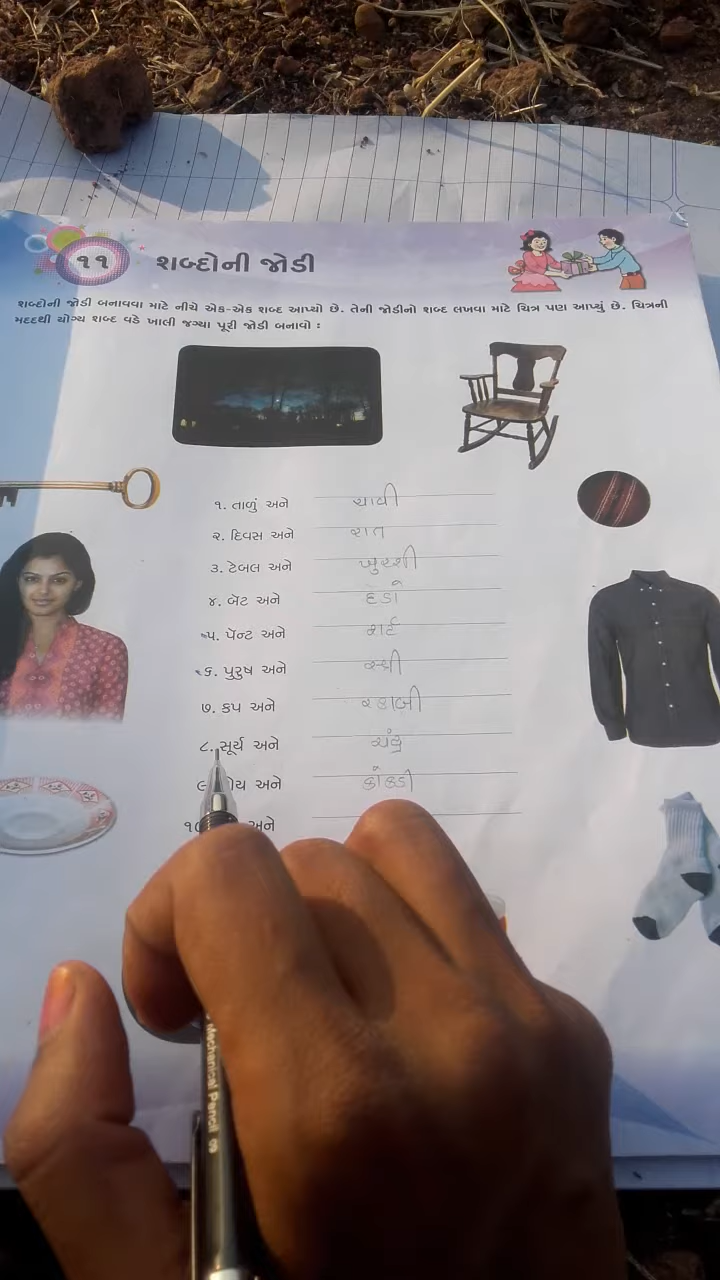 ૧૧ શબ્દોની જોડી
શબ્દોની જોડી બનાવવા માટે નીચે એક-એક શબ્દ આપ્યો છે. તેની જોડીનો શબ્દ લખવા માટે ચિત્ર પણ આપ્યું છે. ચિત્રની
મદદથી યોગ્ય શબ્દ વડે ખાલી જગ્યા પૂરી જોડી બનાવો :
૧. તાળું અને ચાવી
૨. દિવસ અને રાત
૩. ટેબલ અને ખુરશી
૪. બૅટ અને દડો
૫. પૅન્ટ અને શર્ટ
૬. પુરુષ અને સ્ત્રી
૭. કપ અને રકાબી
૮. સૂર્ય અને ચંદ્ર
૯. અને
અને
Mechanical Pencil 09